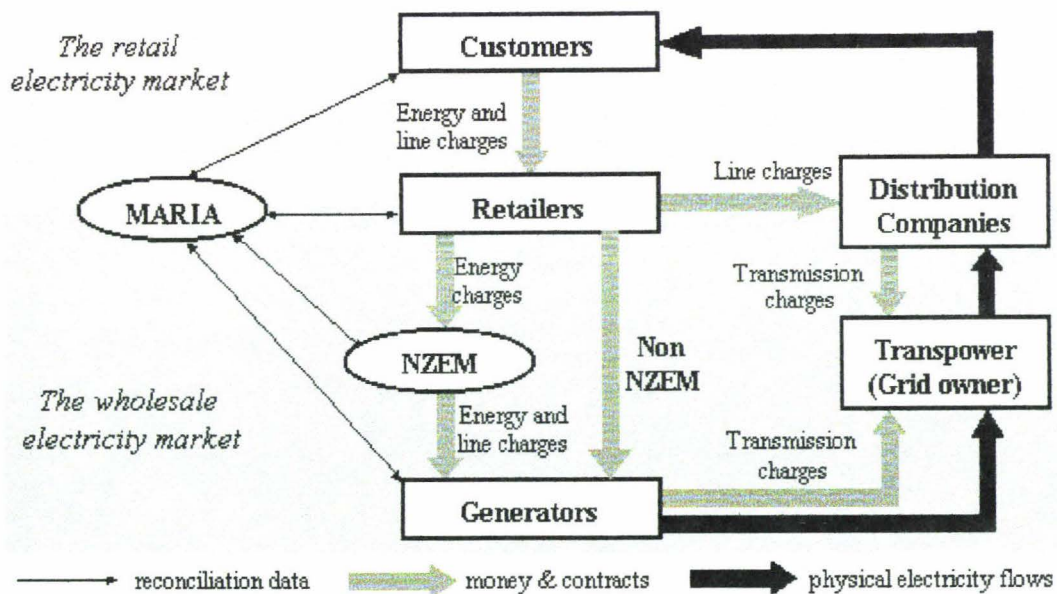 The retail
electricity market
Customers
Energy and
line charges
MARIA
Retailers
Line charges
Distribution
Companies
Energy
charges
Transmission
charges
NZEM
Non
NZEM
Transpower
(Grid owner)
The wholesale
electricity market
Energy and
line charges
Transmission
charges
Generators
reconciliation data
money & contracts
physical electricity flows